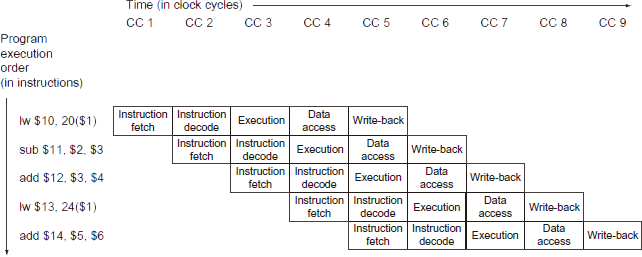 Time (in clock cycles)
CC 1 CC 2 CC 3 CC 4 CC 5 CC 6 CC 7 CC 8 CC 9
Program
execution
order
(in instructions)
lw $10, 20($1) Instruction fetch Instruction decode Execution Data access Write-back
sub $11, $2, $3 Instruction fetch Instruction decode Execution Data access Write-back
add $12, $3, $4 Instruction fetch Instruction decode Execution Data access Write-back
lw $13, 24($1) Instruction fetch Instruction decode Execution Data access Write-back
add $14, $5, $6 Instruction fetch Instruction decode Execution Data access Write-back